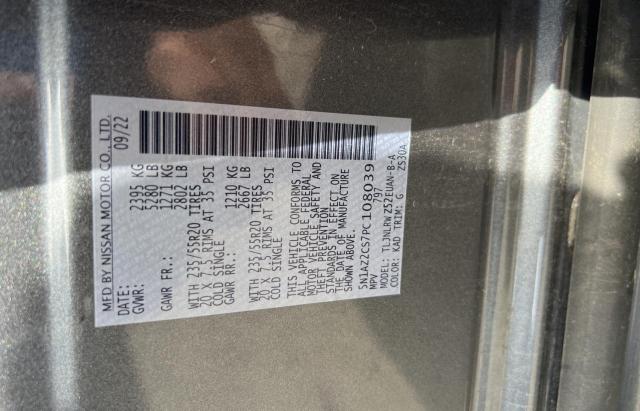 MFD BY NISSAN MOTOR CO., LTD.
DATE: 09/22
GVWR: 2395 KG
5280 LB
GAWR FR.: 1271 KG
2802 LB
WITH 235/55R20 TIRES
20 X 7.5 RIMS AT 35 PSI
COLD SINGLE
GAWR RR.: 1210 KG
2667 LB
WITH 235/55R20 TIRES
20 X 7.5 RIMS AT 35 PSI
COLD SINGLE
THIS VEHICLE CONFORMS TO
ALL APPLICABLE FEDERAL
MOTOR VEHICLE SAFETY AND
THEFT PREVENTION
STANDARDS IN EFFECT ON
THE DATE OF MANUFACTURE
SHOWN ABOVE.
5N1AZ2CS7PC108039
MPV 797
MODEL: TLJNLRWZ52EUAN-B-A
COLOR: KAD TRIM: G Z530A